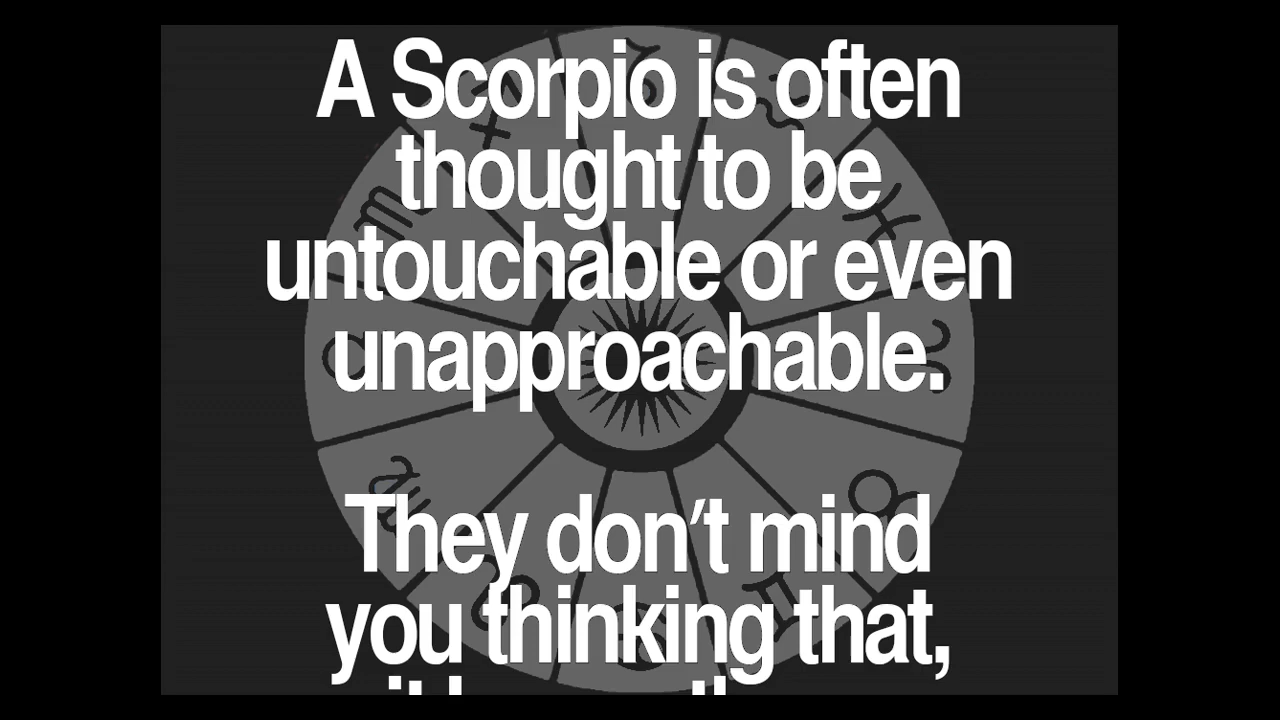 A Scorpio is often
thought to be
untouchable or even
unapproachable.
They don't mind
you thinking that,